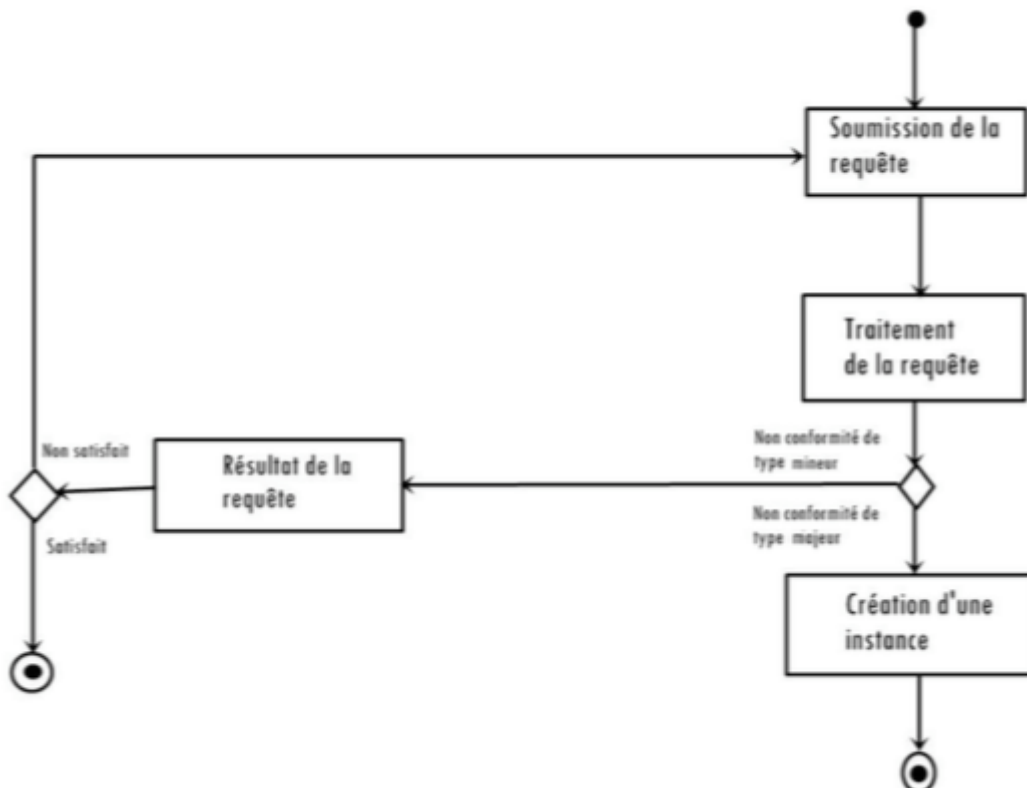 Soumission de la
requête
Traitement
de la requête
Non conformité de
type mineur
Non satisfait
Résultat de la
requête
Non conformité de
type majeur
Satisfait
Création d'une
instance